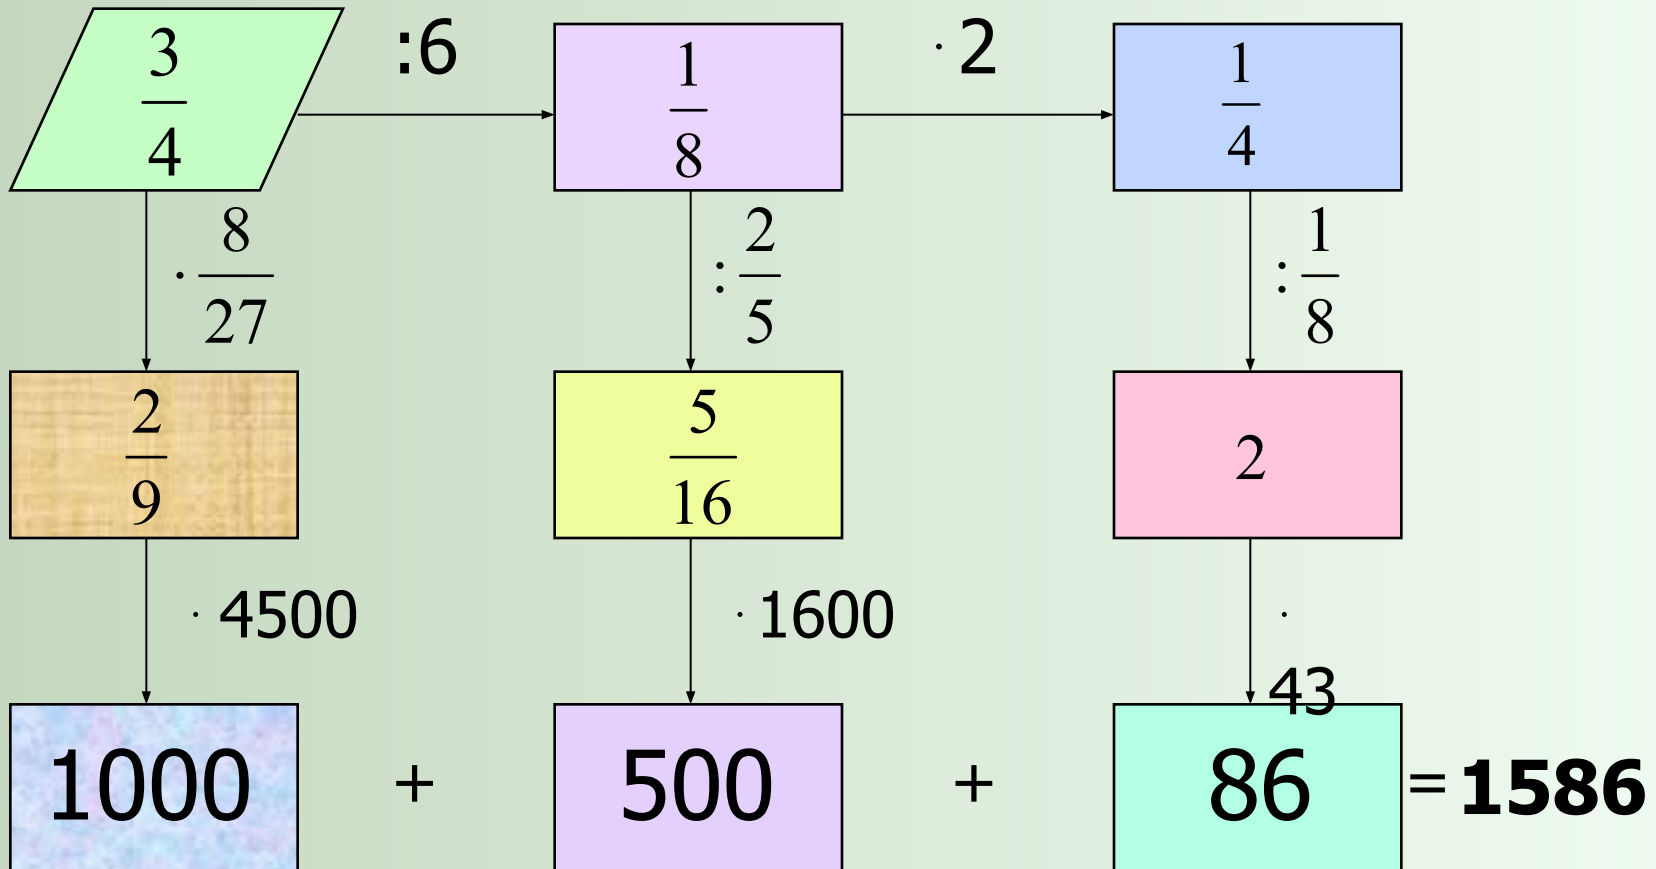 3/4 :6 1/8 · 2 1/4
· 8/27 : 2/5 : 1/8
2/9 5/16 2
· 4500 · 1600 ·
43
1000 + 500 + 86 = 1586